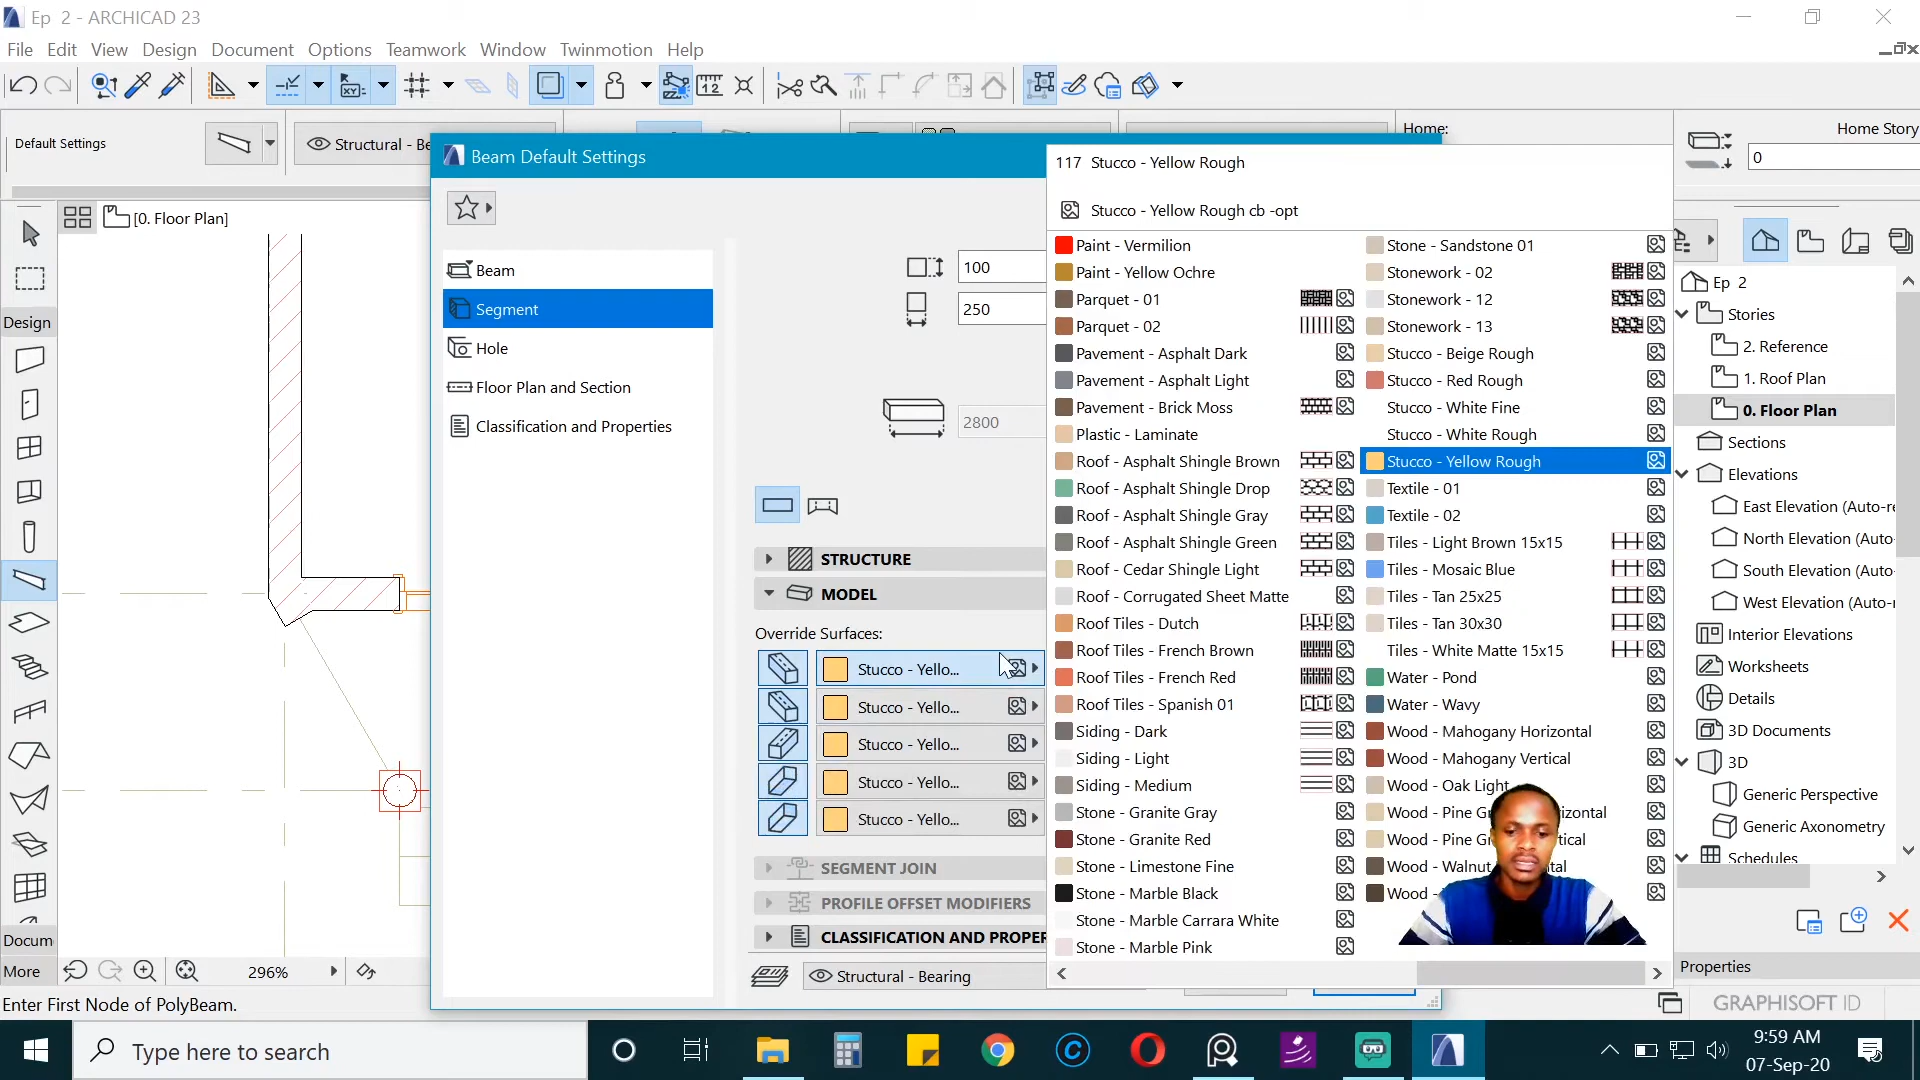 Ep 2 - ARCHICAD 23
File Edit View Design Document Options Teamwork Window Twinmotion Help
Default Settings
Structural - Be
Home:
Home Story
0
Beam Default Settings
117 Stucco - Yellow Rough
Stucco - Yellow Rough cb -opt
[0. Floor Plan]
Design
Docum
More
Beam
Segment
Hole
Floor Plan and Section
Classification and Properties
100
250
2800
STRUCTURE
MODEL
Override Surfaces:
Stucco - Yello...
Stucco - Yello...
Stucco - Yello...
Stucco - Yello...
Stucco - Yello...
SEGMENT JOIN
PROFILE OFFSET MODIFIERS
CLASSIFICATION AND PROPER
Structural - Bearing
Paint - Vermilion
Paint - Yellow Ochre
Parquet - 01
Parquet - 02
Pavement - Asphalt Dark
Pavement - Asphalt Light
Pavement - Brick Moss
Plastic - Laminate
Roof - Asphalt Shingle Brown
Roof - Asphalt Shingle Drop
Roof - Asphalt Shingle Gray
Roof - Asphalt Shingle Green
Roof - Cedar Shingle Light
Roof - Corrugated Sheet Matte
Roof Tiles - Dutch
Roof Tiles - French Brown
Roof Tiles - French Red
Roof Tiles - Spanish 01
Siding - Dark
Siding - Light
Siding - Medium
Stone - Granite Gray
Stone - Granite Red
Stone - Limestone Fine
Stone - Marble Black
Stone - Marble Carrara White
Stone - Marble Pink
Stone - Sandstone 01
Stonework - 02
Stonework - 12
Stonework - 13
Stucco - Beige Rough
Stucco - Red Rough
Stucco - White Fine
Stucco - White Rough
Stucco - Yellow Rough
Textile - 01
Textile - 02
Tiles - Light Brown 15x15
Tiles - Mosaic Blue
Tiles - Tan 25x25
Tiles - Tan 30x30
Tiles - White Matte 15x15
Water - Pond
Water - Wavy
Wood - Mahogany Horizontal
Wood - Mahogany Vertical
Wood - Oak Light
Wood - Pine G izontal
Wood - Pine tical
Wood - Walnut ntal
Wood -
Ep 2
Stories
2. Reference
1. Roof Plan
0. Floor Plan
Sections
Elevations
East Elevation (Auto-re
North Elevation (Auto-
South Elevation (Auto-
West Elevation (Auto-r
Interior Elevations
Worksheets
Details
3D Documents
3D
Generic Perspective
Generic Axonometry
Schedules
Properties
GRAPHISOFT ID
296%
Enter First Node of PolyBeam.
Type here to search
9:59 AM
07-Sep-20